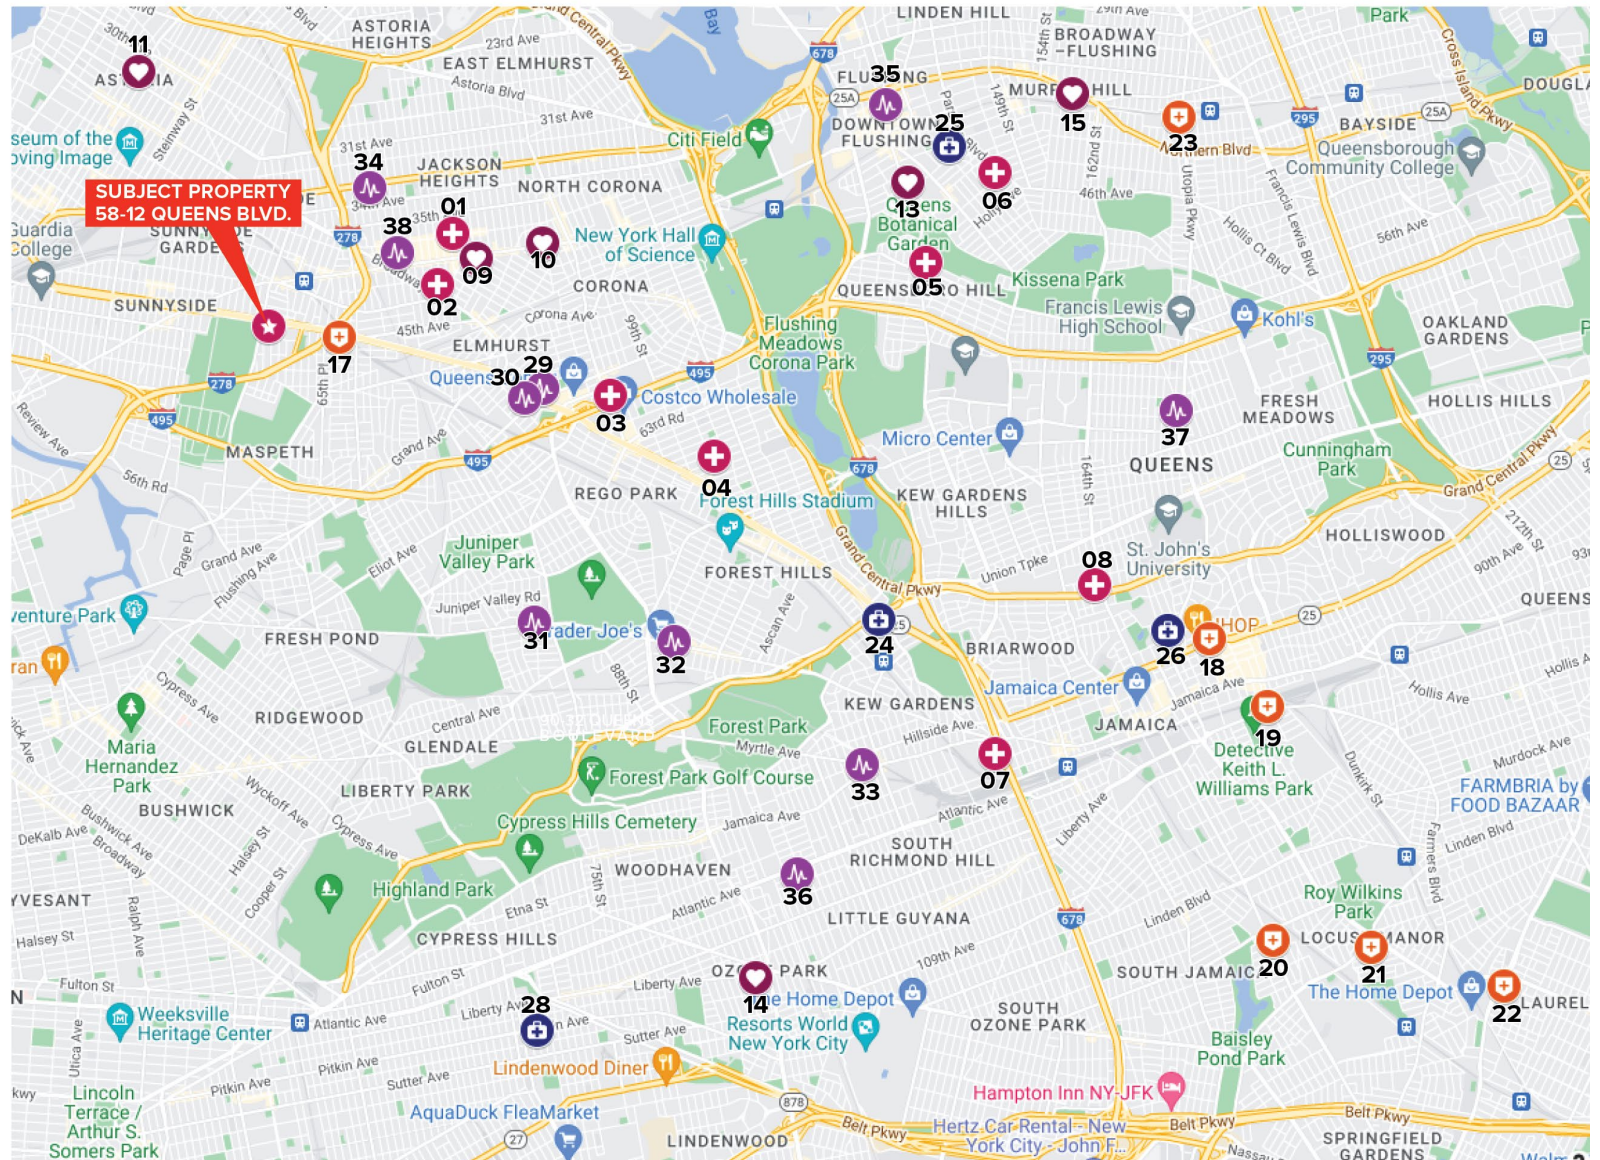 LINDEN HILL
29th Ave
Park
ASTORIA
HEIGHTS
23rd Ave
Grand Central Pkwy
Bay
154th St
BROADWAY
-FLUSHING
Cross Island Pkwy
30th
11
ASTORIA
EAST ELMHURST
Astoria Blvd
678
FLUSHING
35
25A
149th St
MURRAY HILL
15
295
25A
DOUGLA
BAYSIDE
Steinway St
31st Ave
seum of the
oving Image
31st Ave
34
34th Ave
JACKSON
HEIGHTS
NORTH CORONA
Citi Field
DOWNTOWN
FLUSHING
25
23
Northern Blvd
162nd St
Utopia Pkwy
Queensborough
Community College
SUBJECT PROPERTY
58-12 QUEENS BLVD.
SUNNYSIDE
GARDENS
Guardia
College
01
35th
38
278
Broadway
09
10
02
New York Hall
of Science
13
06
46th Ave
Holly Ave
Queens
Botanical
Garden
Francis Lewis Blvd
Hollis Ct Blvd
56th Ave
05
QUEENSBORO HILL
Kissena Park
SUNNYSIDE
CORONA
Corona Ave
45th Ave
99th St
Francis Lewis
High School
Kohl's
OAKLAND
GARDENS
17
65th Pl
ELMHURST
Flushing
Meadows
Corona Park
295
278
30
29
Queens
495
03
Costco Wholesale
63rd Rd
Review Ave
495
MASPETH
Grand Ave
495
Micro Center
37
QUEENS
FRESH
MEADOWS
HOLLIS HILLS
Cunningham
Park
Grand Central Pkwy
25
56th Rd
04
REGO PARK
Forest Hills Stadium
678
KEW GARDENS
HILLS
164th St
Page Pl
Grand Ave
Flushing Ave
Eliot Ave
Juniper
Valley Park
FOREST HILLS
Grand Central Pkwy
Union Tpke
08
St. John's
University
HOLLISWOOD
212th St
90th Ave
93r
venture Park
FRESH POND
Juniper Valley Rd
31
Trader Joe's
32
Ascan Ave
24
25
BRIARWOOD
26
IHOP
18
25
QUEENS
ran
Cypress Ave
88th St
Jamaica Center
Jamaica Ave
Hollis A
Hollis Ave
RIDGEWOOD
Central Ave
GLENDALE
QUEENS
BOULEVARD
Forest Park
Myrtle Ave
KEW GARDENS
Hillside Ave
JAMAICA
19
Detective
Keith L.
Williams Park
Murdock Ave
Dunkirk St
Maria
Hernandez
Park
LIBERTY PARK
Forest Park Golf Course
33
07
FARMBRIA by
FOOD BAZAAR
BUSHWICK
Wyckoff Ave
Bushwick Ave
DeKalb Ave
Broadway
Halsey St
Cypress Ave
Cypress Hills Cemetery
Jamaica Ave
Atlantic Ave
Liberty Ave
Linden Blvd
Farmers Blvd
SOUTH
RICHMOND HILL
WOODHAVEN
Cooper St
Highland Park
75th St
36
Atlantic Ave
Roy Wilkins
Park
YVESANT
Halsey St
Ralph Ave
Etna St
LITTLE GUYANA
678
Linden Blvd
CYPRESS HILLS
109th Ave
20
LOCUST MANOR
21
SOUTH JAMAICA
Fulton St
Fulton St
Liberty Ave
OZONE PARK
14
The Home Depot
The Home Depot
22
LAUREL
N
Weeksville
Heritage Center
Atlantic Ave
Liberty Ave
28
Sutter Ave
Resorts World
New York City
SOUTH
OZONE PARK
Baisley
Pond Park
Utica Ave
Pitkin Ave
Pitkin Ave
Sutter Ave
Lindenwood Diner
kwy
Lincoln
Terrace /
Arthur S.
Somers Park
AquaDuck FleaMarket
27
878
LINDENWOOD
Belt Pkwy
Hampton Inn NY-JFK
Hertz Car Rental - New
York City - John F...
Belt Pkwy
Belt Pkwy
SPRINGFIELD
GARDENS
Nassau